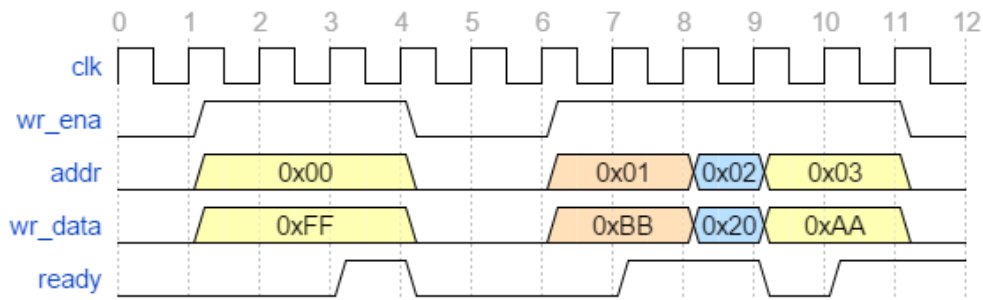 0 1 2 3 4 5 6 7 8 9 10 11 12
clk
wr_ena
addr 0x00 0x01 0x02 0x03
wr_data 0xFF 0xBB 0x20 0xAA
ready